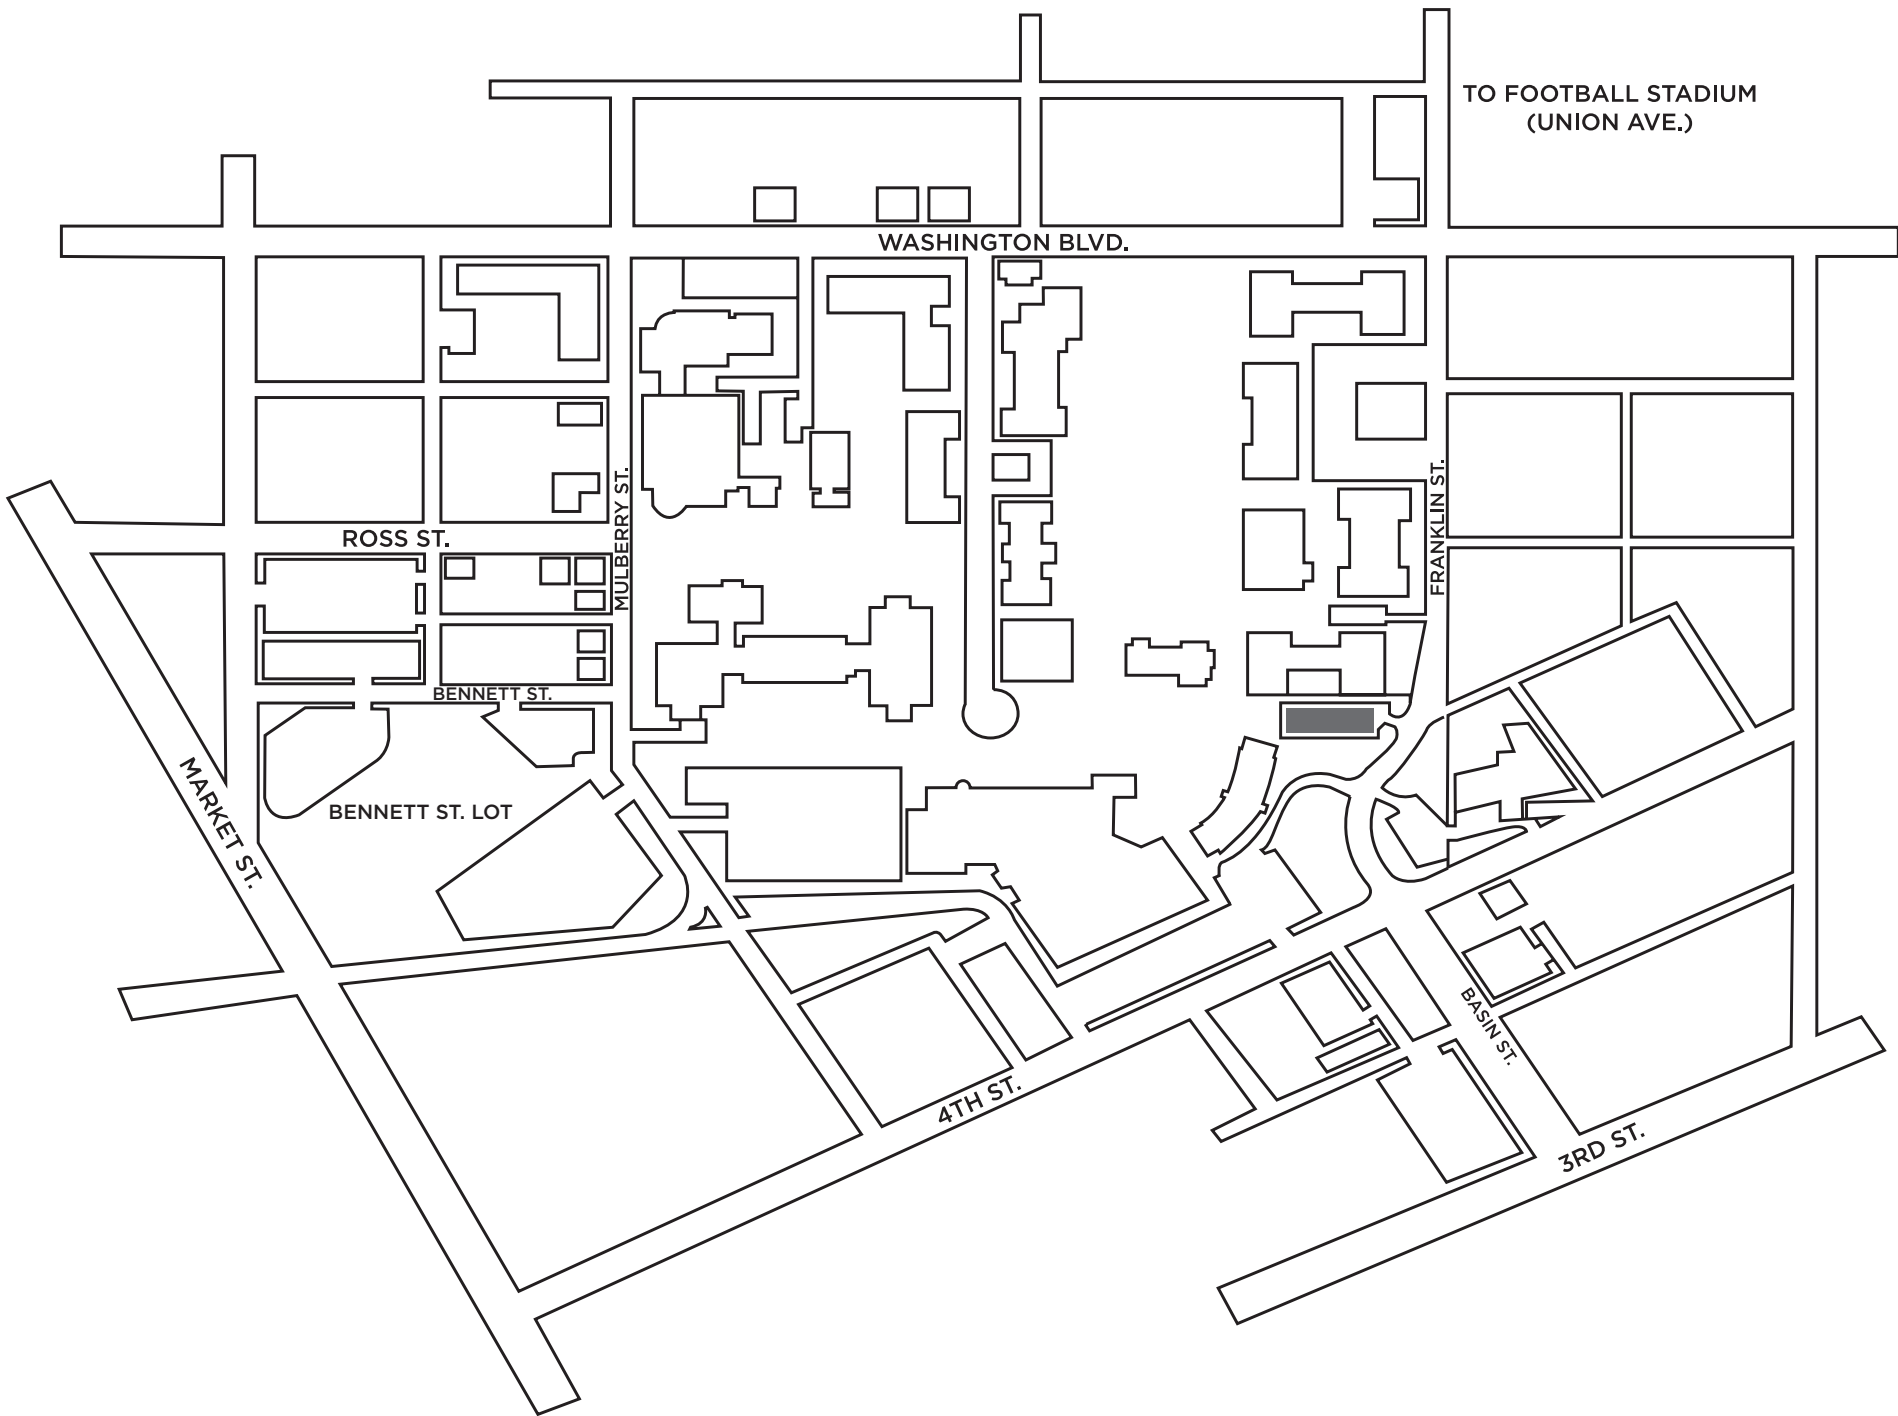 TO FOOTBALL STADIUM
(UNION AVE.)
WASHINGTON BLVD.
MULBERRY ST.
FRANKLIN ST.
ROSS ST.
BENNETT ST.
MARKET ST.
BENNETT ST. LOT
BASIN ST.
4TH ST.
3RD ST.